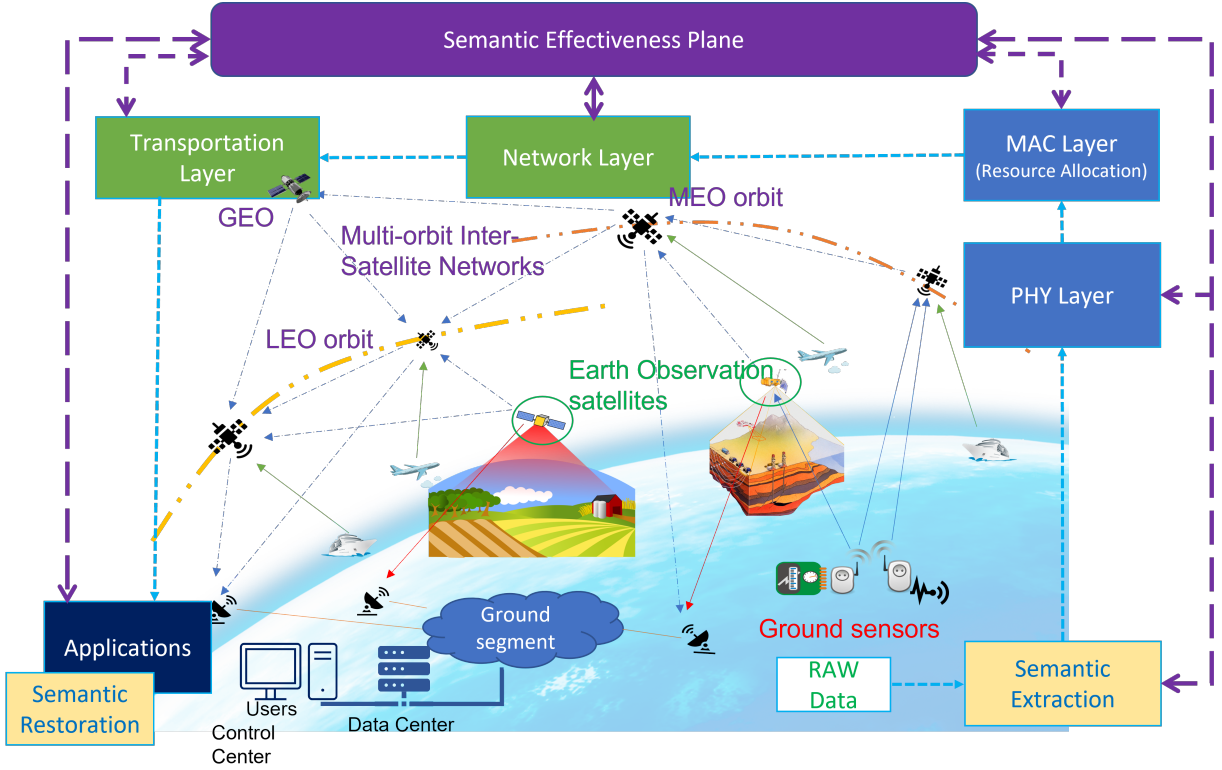 Semantic Effectiveness Plane
Transportation
Layer
Network Layer
MAC Layer
(Resource Allocation)
GEO
MEO orbit
Multi-orbit Inter-
Satellite Networks
PHY Layer
LEO orbit
Earth Observation
satellites
Ground
segment
Ground sensors
Applications
Semantic
Restoration
RAW
Data
Semantic
Extraction
Users
Data Center
Control
Center